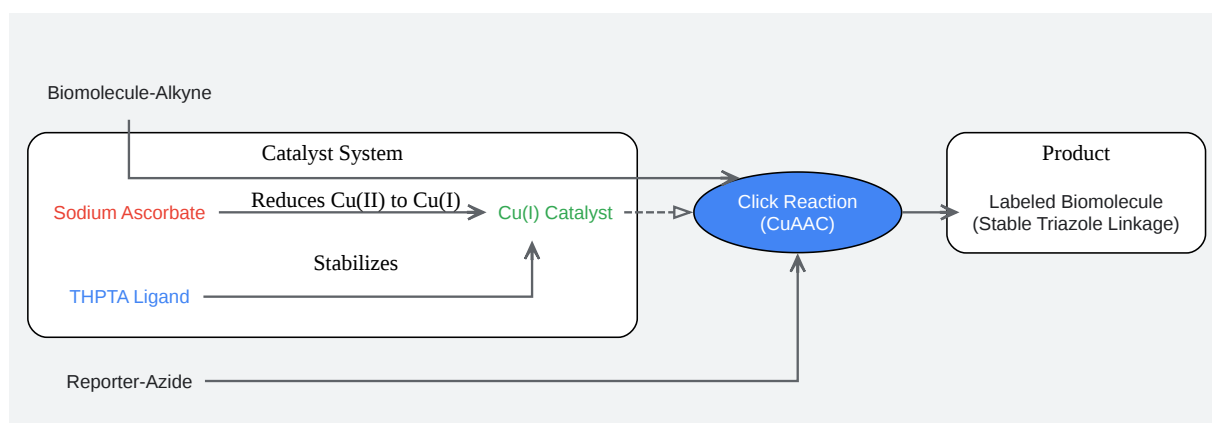 Biomolecule-Alkyne
Catalyst System
Product
Sodium Ascorbate
Reduces Cu(II) to Cu(I)
Cu(I) Catalyst
Click Reaction
(CuAAC)
Labeled Biomolecule
(Stable Triazole Linkage)
Stabilizes
THPTA Ligand
Reporter-Azide